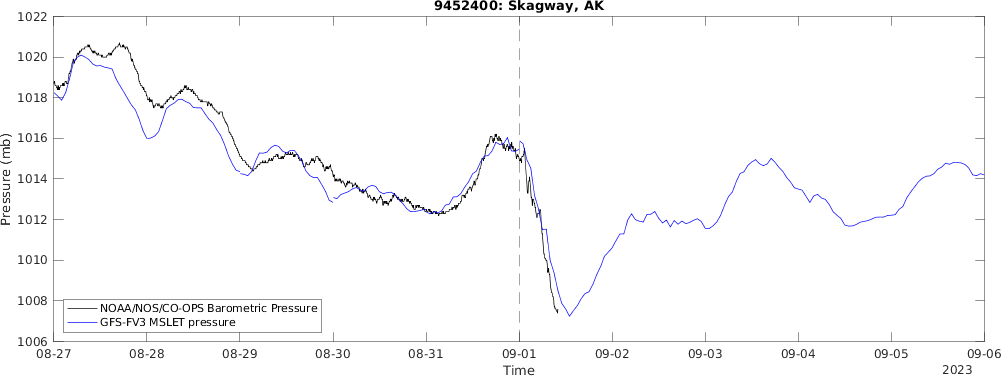 9452400: Skagway, AK
Pressure (mb)
1022
1020
1018
1016
1014
1012
1010
1008
1006
NOAA/NOS/CO-OPS Barometric Pressure
GFS-FV3 MSLET pressure
08-27 08-28 08-29 08-30 08-31 09-01 09-02 09-03 09-04 09-05 09-06
Time
2023